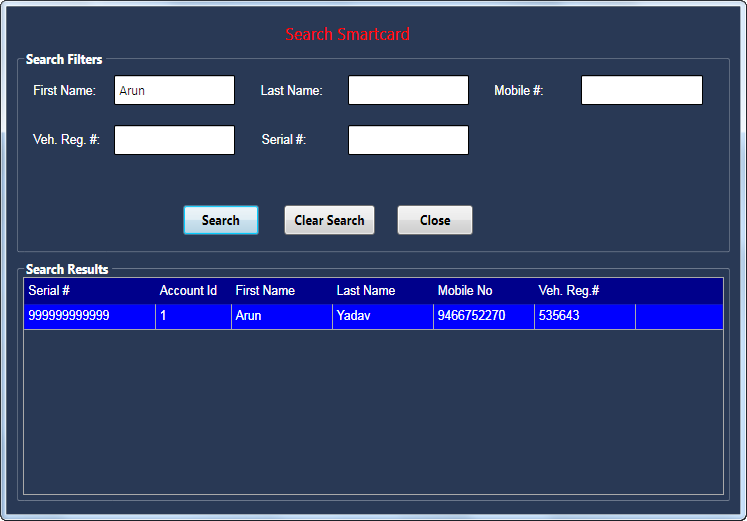 Search Smartcard
Search Filters
First Name: Arun Last Name: Mobile #:
Veh. Reg. #: Serial #:
Search Clear Search Close
Search Results
Serial # Account Id First Name Last Name Mobile No Veh. Reg.#
999999999999 1 Arun Yadav 9466752270 535643